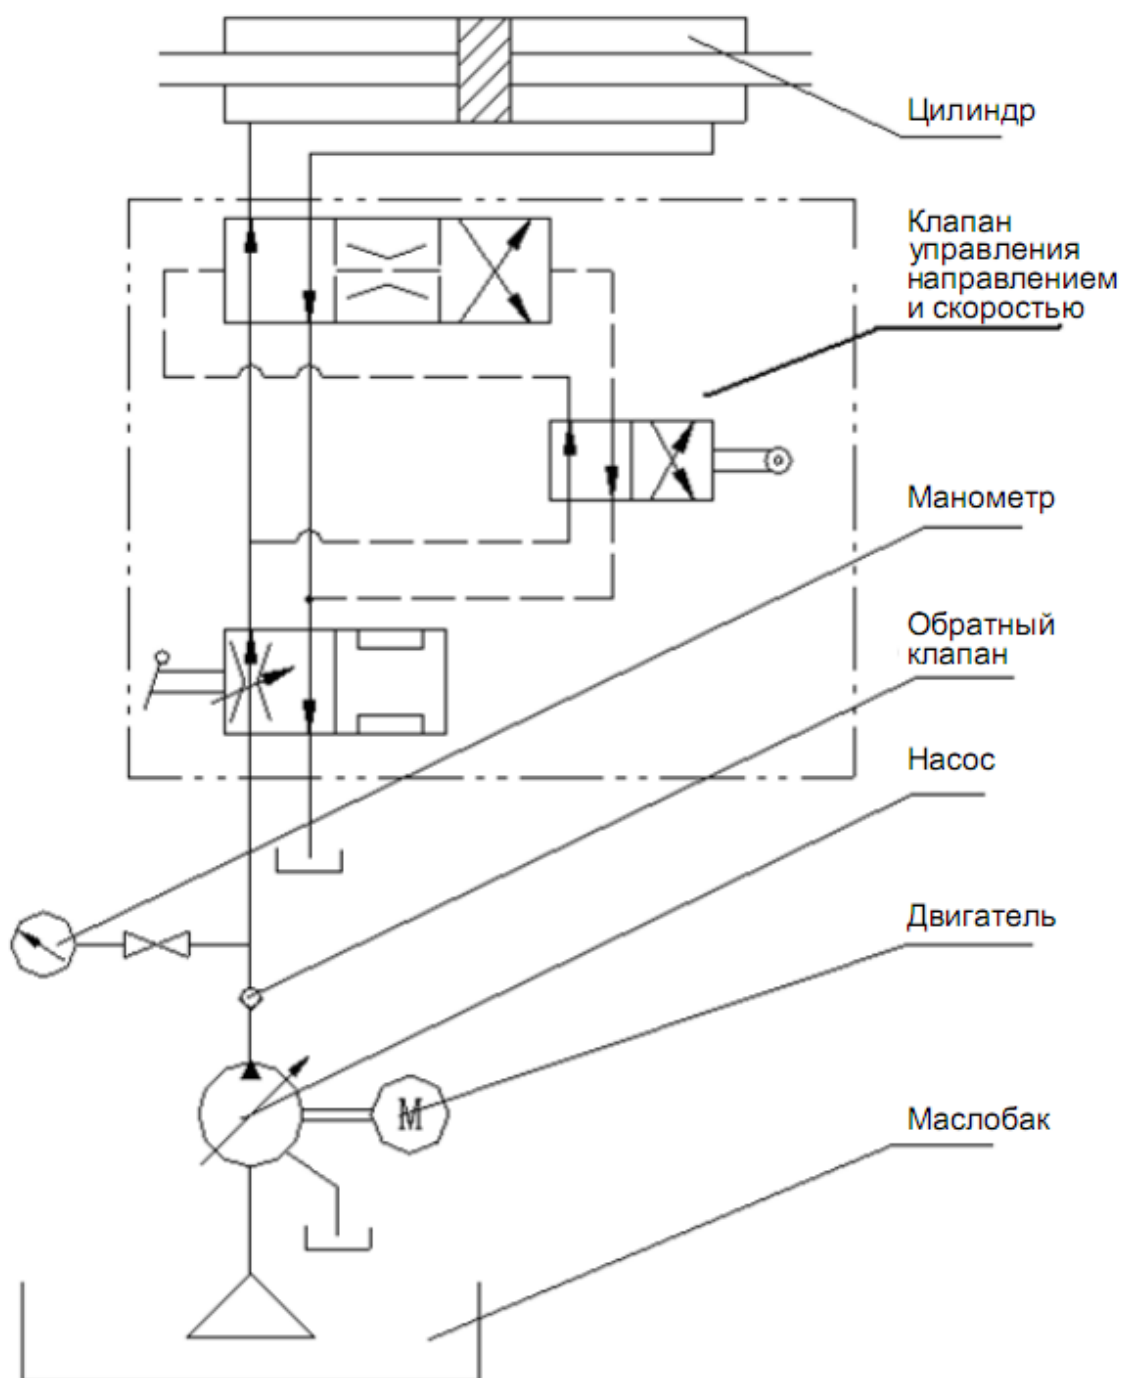 Цилиндр
Клапан
управления
направлением
и скоростью
Манометр
Обратный
клапан
Насос
Двигатель
M
Маслобак